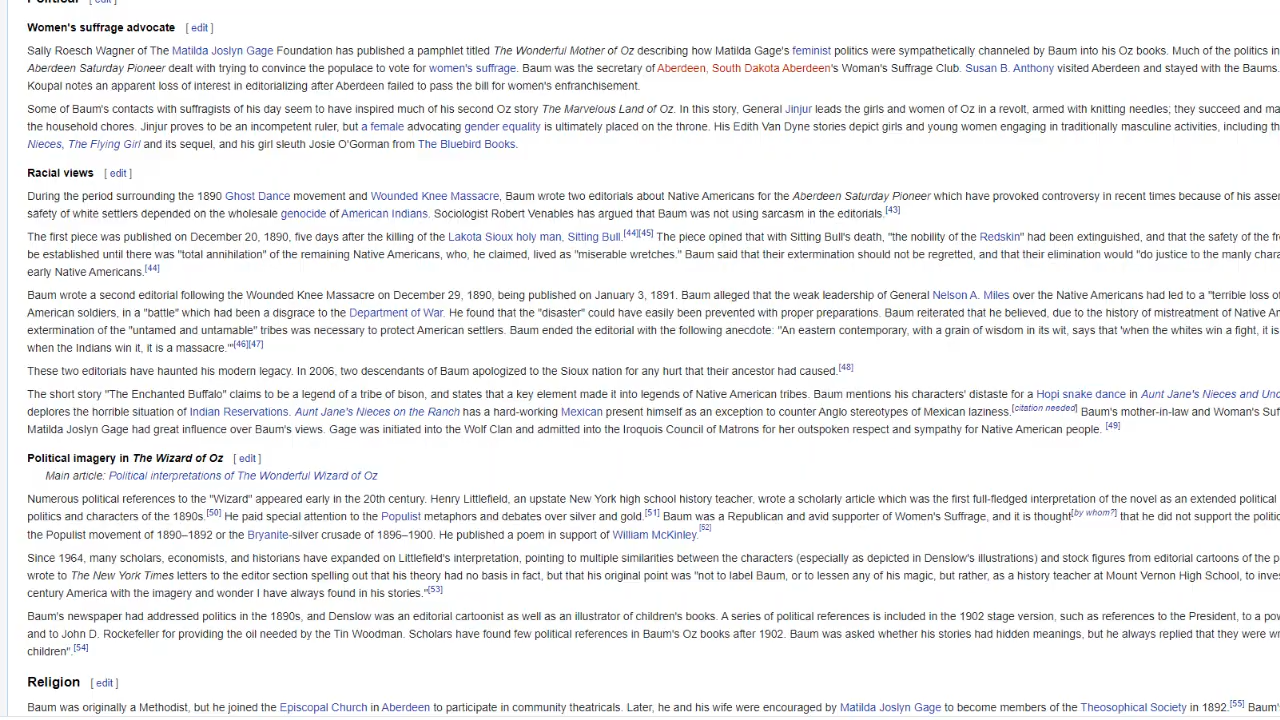 Women's suffrage advocate [ edit ]
Sally Roesch Wagner of The Matilda Joslyn Gage Foundation has published a pamphlet titled The Wonderful Mother of Oz describing how Matilda Gage's feminist politics were sympathetically channeled by Baum into his Oz books. Much of the politics in
Aberdeen Saturday Pioneer dealt with trying to convince the populace to vote for women's suffrage. Baum was the secretary of Aberdeen, South Dakota Aberdeen's Woman's Suffrage Club. Susan B. Anthony visited Aberdeen and stayed with the Baums.
Koupal notes an apparent loss of interest in editorializing after Aberdeen failed to pass the bill for women's enfranchisement.
Some of Baum's contacts with suffragists of his day seem to have inspired much of his second Oz story The Marvelous Land of Oz. In this story, General Jinjur leads the girls and women of Oz in a revolt, armed with knitting needles; they succeed and
the household chores. Jinjur proves to be an incompetent ruler, but a female advocating gender equality is ultimately placed on the throne. His Edith Van Dyne stories depict girls and young women engaging in traditionally masculine activities, including
Nieces, The Flying Girl and its sequel, and his girl sleuth Josie O'Gorman from The Bluebird Books.
Racial views [ edit ]
During the period surrounding the 1890 Ghost Dance movement and Wounded Knee Massacre, Baum wrote two editorials about Native Americans for the Aberdeen Saturday Pioneer which have provoked controversy in recent times because of his
safety of white settlers depended on the wholesale genocide of American Indians. Sociologist Robert Venables has argued that Baum was not using sarcasm in the editorials.[43]
The first piece was published on December 20, 1890, five days after the killing of the Lakota Sioux holy man, Sitting Bull.[44][45] The piece opined that with Sitting Bull's death, "the nobility of the Redskin" had been extinguished, and that the safety of the
be established until there was "total annihilation" of the remaining Native Americans, who, he claimed, lived as "miserable wretches." Baum said that their extermination should not be regretted, and that their elimination would "do justice to the manly
early Native Americans.[44]
Baum wrote a second editorial following the Wounded Knee Massacre on December 29, 1890, being published on January 3, 1891. Baum alleged that the weak leadership of General Nelson A. Miles over the Native Americans had led to a "terrible loss
American soldiers, in a "battle" which had been a disgrace to the Department of War. He found that the "disaster" could have easily been prevented with proper preparations. Baum reiterated that he believed, due to the history of mistreatment of Native
extermination of the "untamed and untamable" tribes was necessary to protect American settlers. Baum ended the editorial with the following anecdote: "An eastern contemporary, with a grain of wisdom in its wit, says that 'when the whites win a fight, it is
when the Indians win it, it is a massacre.'"[46][47]
These two editorials have haunted his modern legacy. In 2006, two descendants of Baum apologized to the Sioux nation for any hurt that their ancestor had caused.[48]
The short story "The Enchanted Buffalo" claims to be a legend of a tribe of bison, and states that a key element made it into legends of Native American tribes. Baum mentions his characters' distaste for a Hopi snake dance in Aunt Jane's Nieces and
deplores the horrible situation of Indian Reservations. Aunt Jane's Nieces on the Ranch has a hard-working Mexican present himself as an exception to counter Anglo stereotypes of Mexican laziness.[citation needed] Baum's mother-in-law and Woman's
Matilda Joslyn Gage had great influence over Baum's views. Gage was initiated into the Wolf Clan and admitted into the Iroquois Council of Matrons for her outspoken respect and sympathy for Native American people. [49]
Political imagery in The Wizard of Oz [ edit ]
Main article: Political interpretations of The Wonderful Wizard of Oz
Numerous political references to the "Wizard" appeared early in the 20th century. Henry Littlefield, an upstate New York high school history teacher, wrote a scholarly article which was the first full-fledged interpretation of the novel as an extended political
politics and characters of the 1890s.[50] He paid special attention to the Populist metaphors and debates over silver and gold.[51] Baum was a Republican and avid supporter of Women's Suffrage, and it is thought[by whom?] that he did not support the
the Populist movement of 1890–1892 or the Bryanite-silver crusade of 1896–1900. He published a poem in support of William McKinley.[52]
Since 1964, many scholars, economists, and historians have expanded on Littlefield's interpretation, pointing to multiple similarities between the characters (especially as depicted in Denslow's illustrations) and stock figures from editorial cartoons of the
wrote to The New York Times letters to the editor section spelling out that his theory had no basis in fact, but that his original point was "not to label Baum, or to lessen any of his magic, but rather, as a history teacher at Mount Vernon High School, to
century America with the imagery and wonder I have always found in his stories."[53]
Baum's newspaper had addressed politics in the 1890s, and Denslow was an editorial cartoonist as well as an illustrator of children's books. A series of political references is included in the 1902 stage version, such as references to the President, to a
and to John D. Rockefeller for providing the oil needed by the Tin Woodman. Scholars have found few political references in Baum's Oz books after 1902. Baum was asked whether his stories had hidden meanings, but he always replied that they were
children".[54]
Religion [ edit ]
Baum was originally a Methodist, but he joined the Episcopal Church in Aberdeen to participate in community theatricals. Later, he and his wife were encouraged by Matilda Joslyn Gage to become members of the Theosophical Society in 1892.[55] Baum's